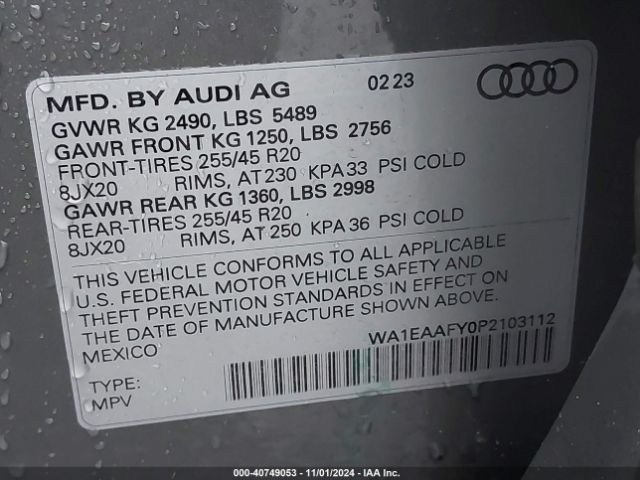 MFD. BY AUDI AG 02 23
GVWR KG 2490, LBS 5489
GAWR FRONT KG 1250, LBS 2756
FRONT-TIRES 255/45 R20
8JX20 RIMS, AT 230 KPA 33 PSI COLD
GAWR REAR KG 1360, LBS 2998
REAR-TIRES 255/45 R20
8JX20 RIMS, AT 250 KPA 36 PSI COLD
THIS VEHICLE CONFORMS TO ALL APPLICABLE
U.S. FEDERAL MOTOR VEHICLE SAFETY AND
THEFT PREVENTION STANDARDS IN EFFECT ON
THE DATE OF MANUFACTURE SHOWN ABOVE.
MEXICO
WA1EAAFY0P2103112
TYPE:
MPV
000-40749053 - 11/01/2024 - IAA Inc.